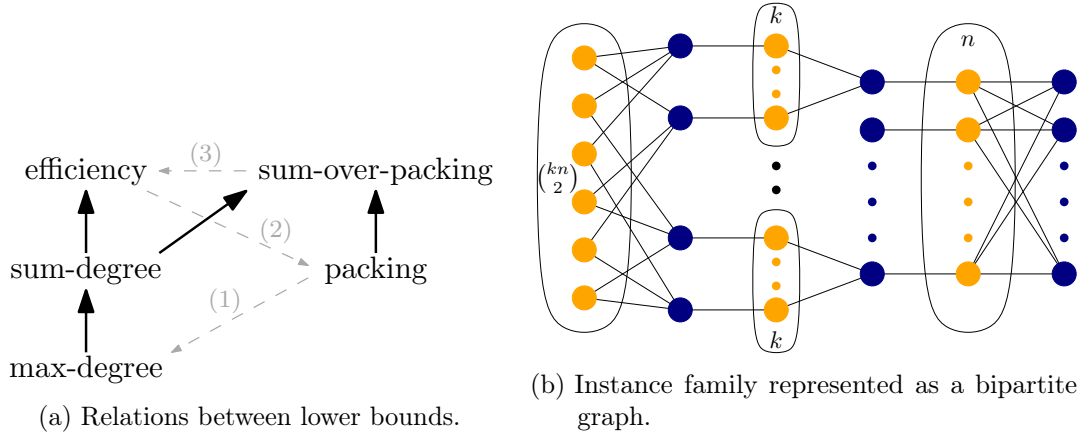 (3)
efficiency
sum-over-packing
(2)
sum-degree
packing
(1)
max-degree
(a) Relations between lower bounds.
k
n
(kn
2)
k
(b) Instance family represented as a bipartite
graph.